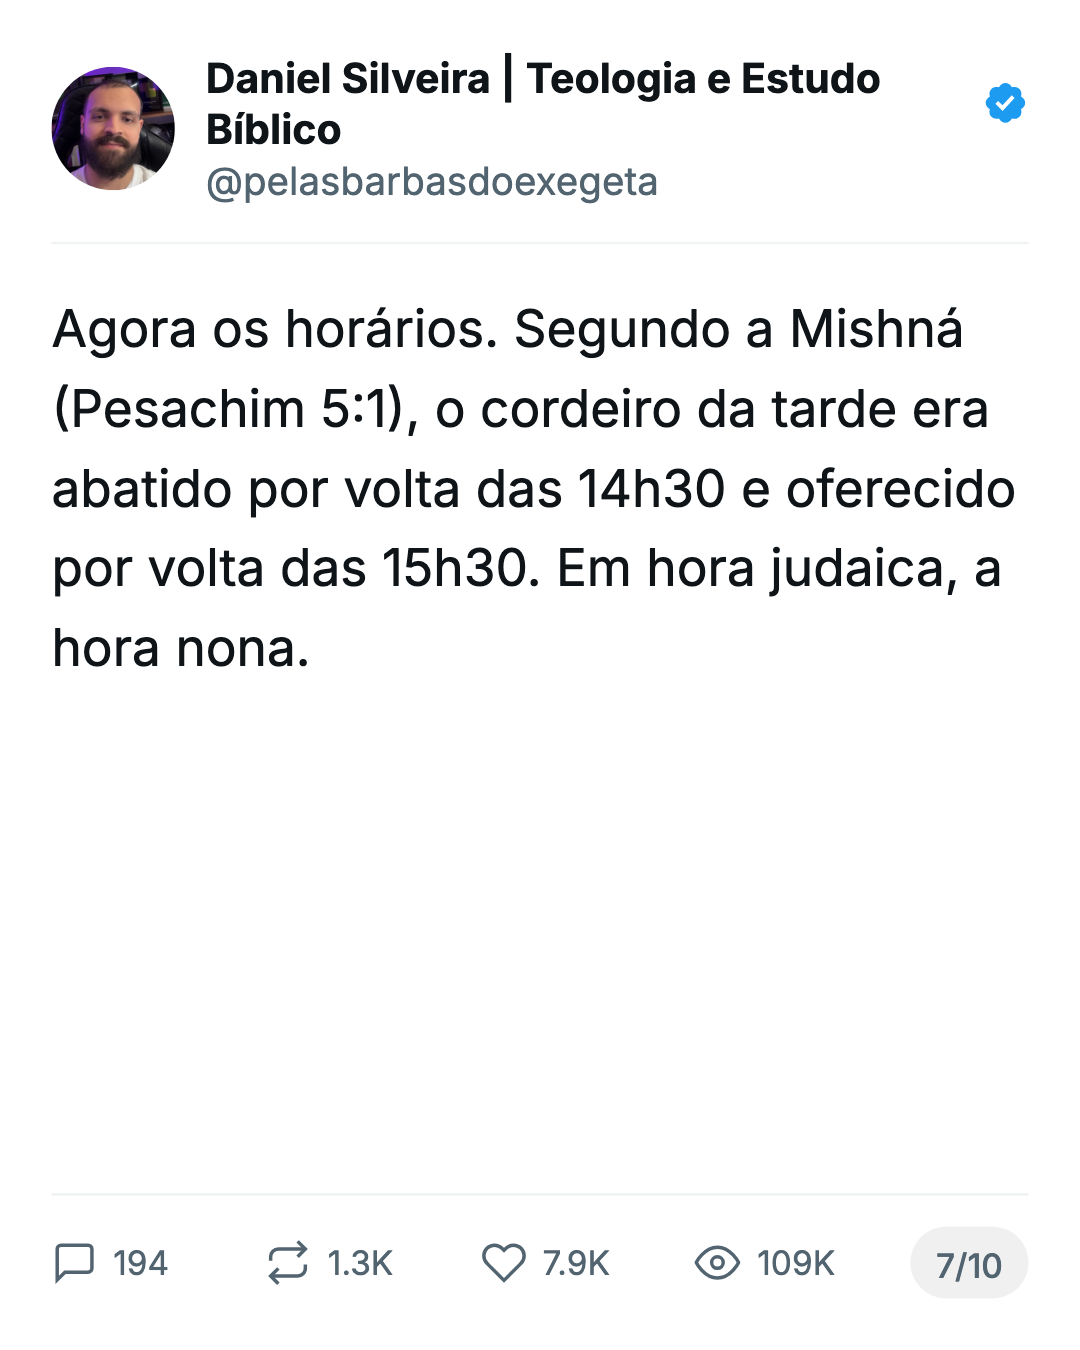 Daniel Silveira | Teologia e Estudo
Bíblico
@pelasbarbasdoexegeta
Agora os horários. Segundo a Mishná
(Pesachim 5:1), o cordeiro da tarde era
abatido por volta das 14h30 e oferecido
por volta das 15h30. Em hora judaica, a
hora nona.
194
1.3K
7.9K
109K
7/10